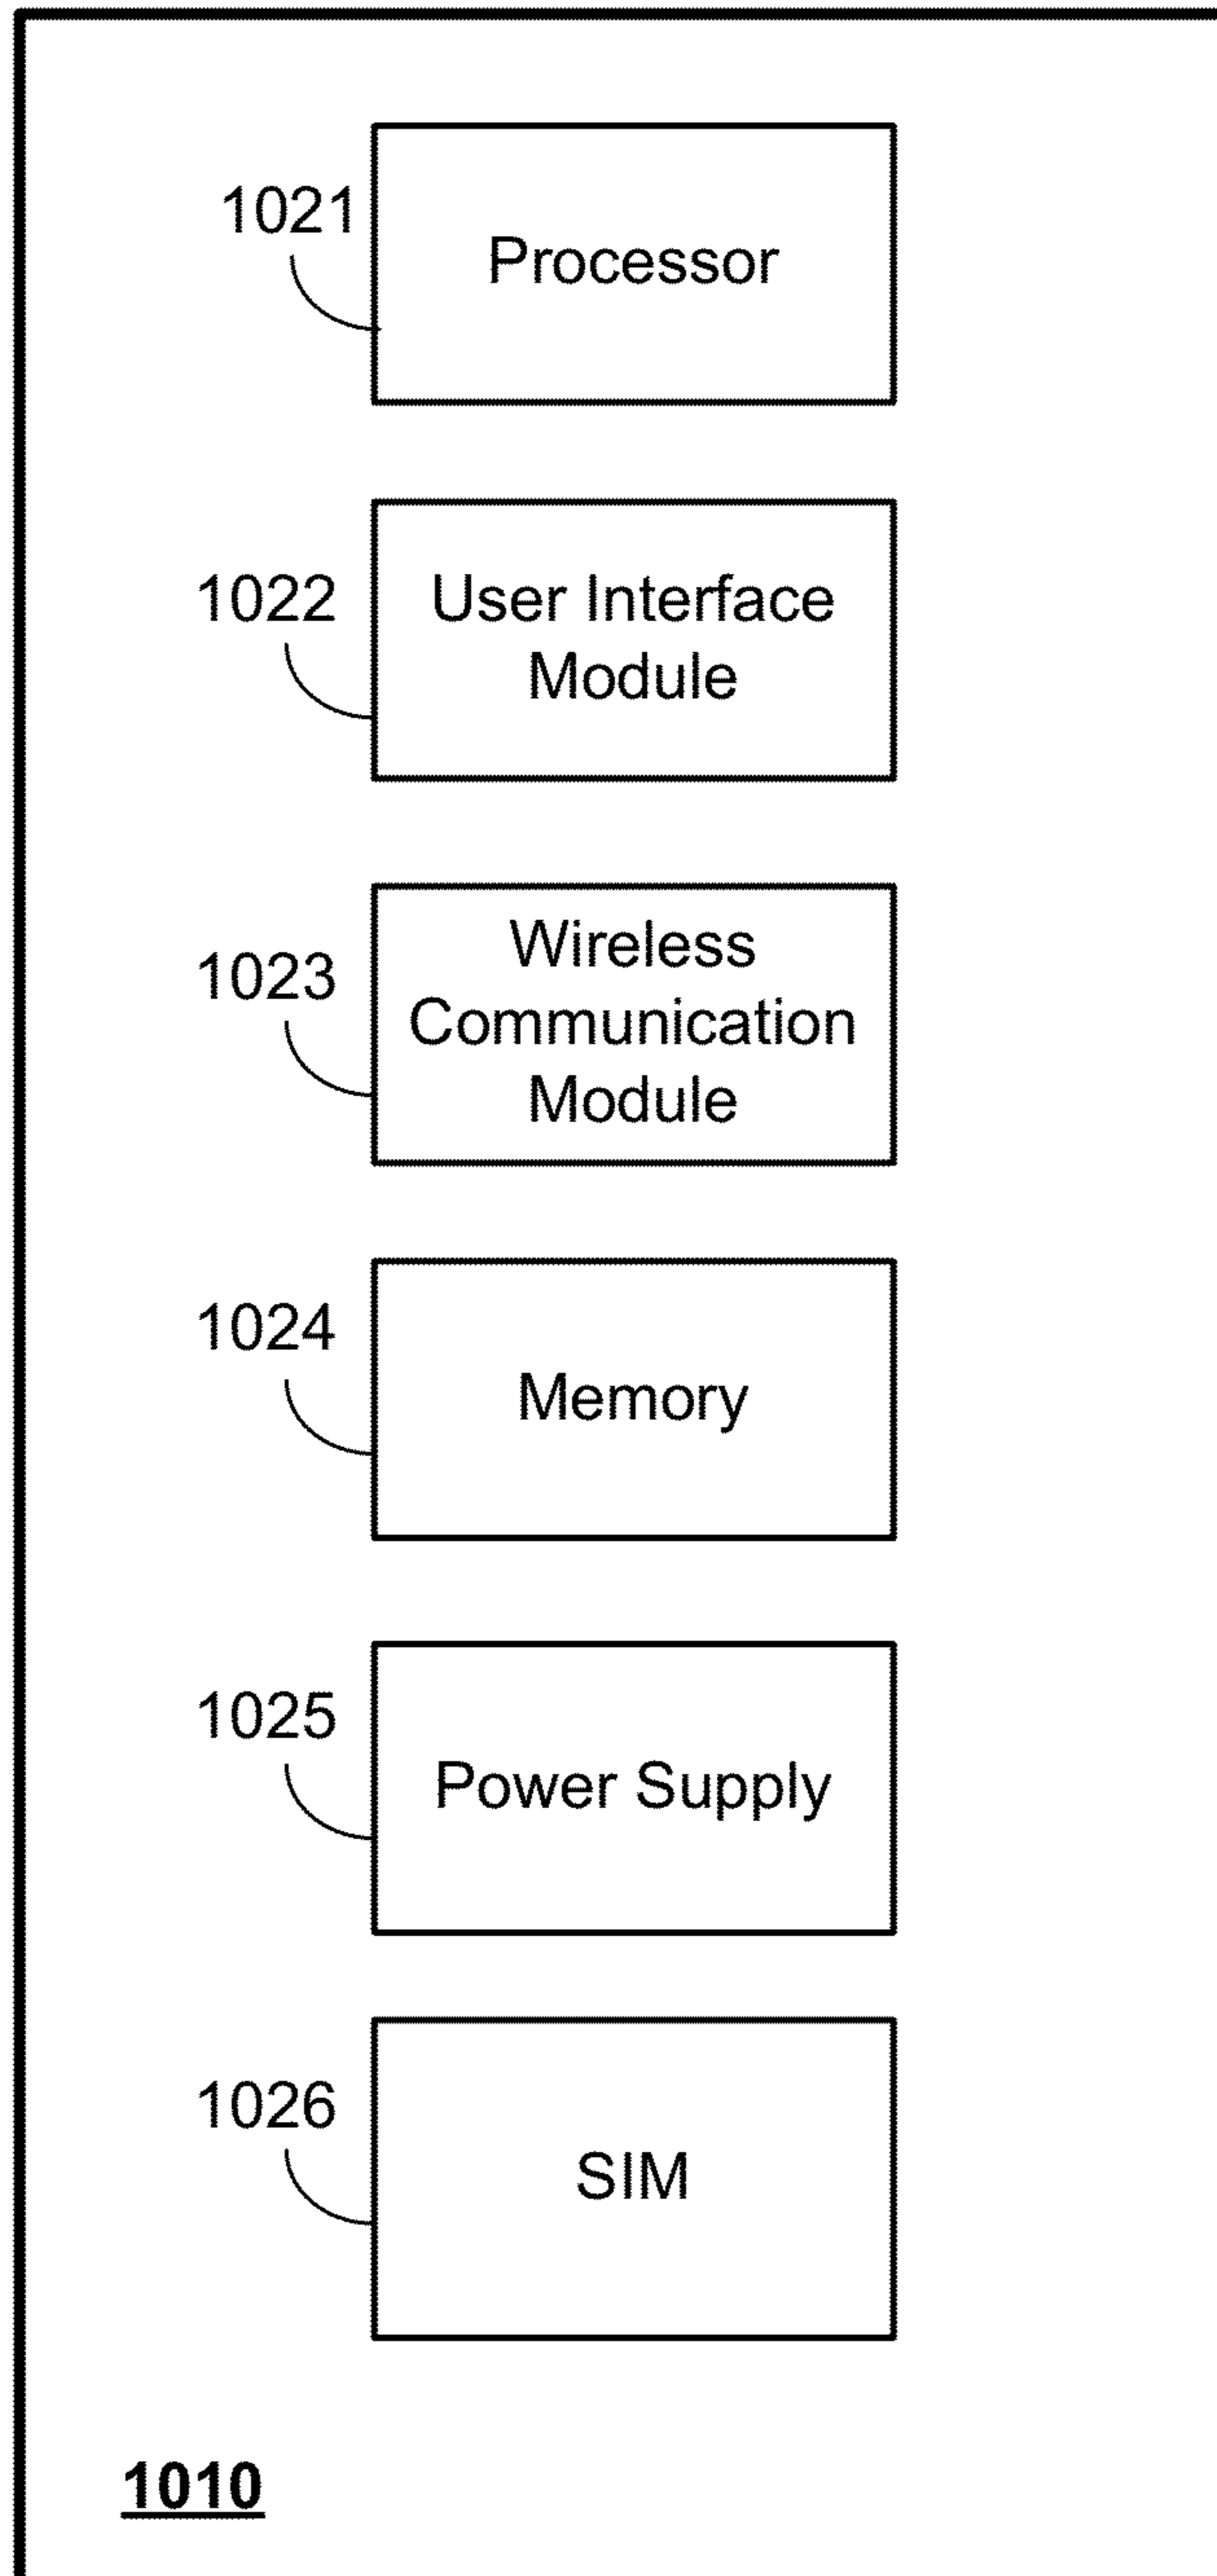 1021
Processor
1022
User Interface
Module
1023
Wireless
Communication
Module
1024
Memory
1025
Power Supply
1026
SIM
1010